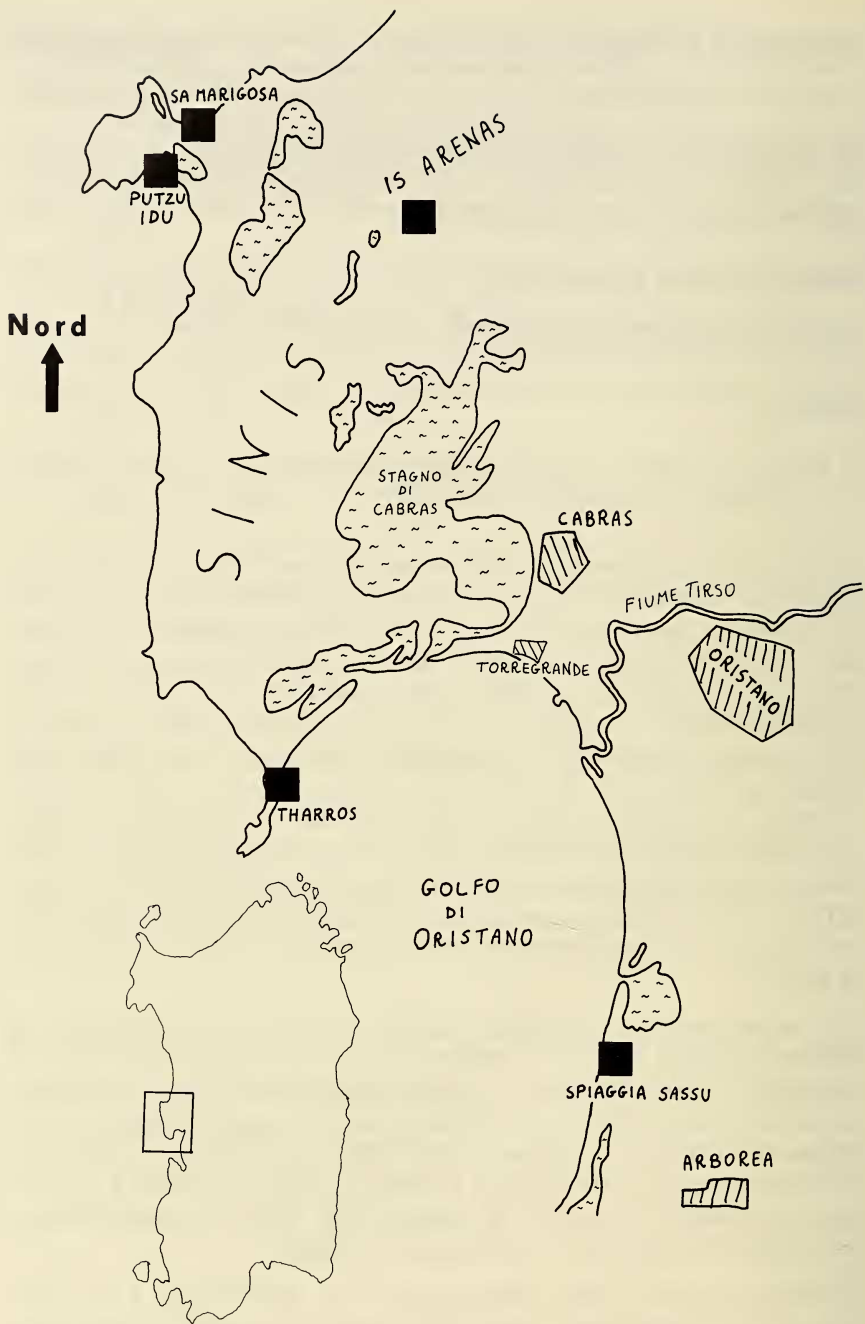 SA MARIGOSA
PUTZU
IDU
IS ARENAS
Nord
SINIS
STAGNO
DI
CABRAS
CABRAS
FIUME TIRSO
ORISTANO
TORREGRANDE
THARROS
GOLFO
DI
ORISTANO
SPIAGGIA SASSU
ARBOREA